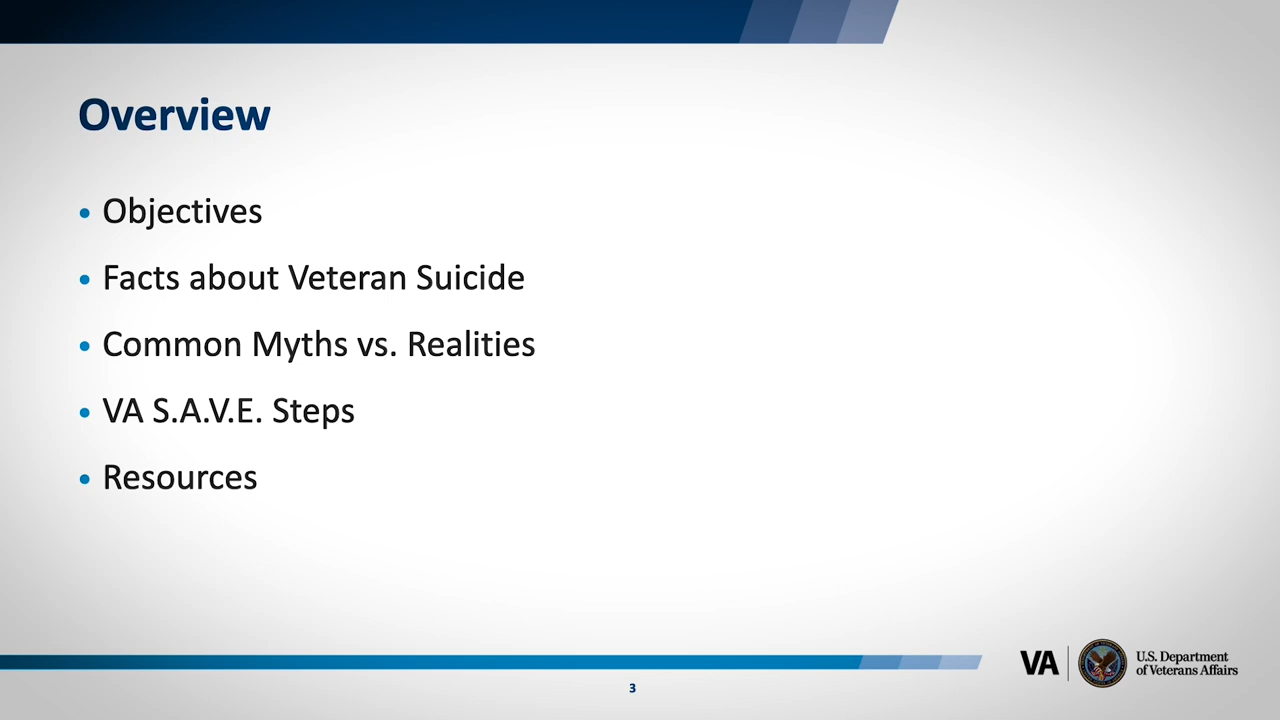 Overview
• Objectives
• Facts about Veteran Suicide
• Common Myths vs. Realities
• VA S.A.V.E. Steps
• Resources
VA
U.S. Department
of Veterans Affairs
3